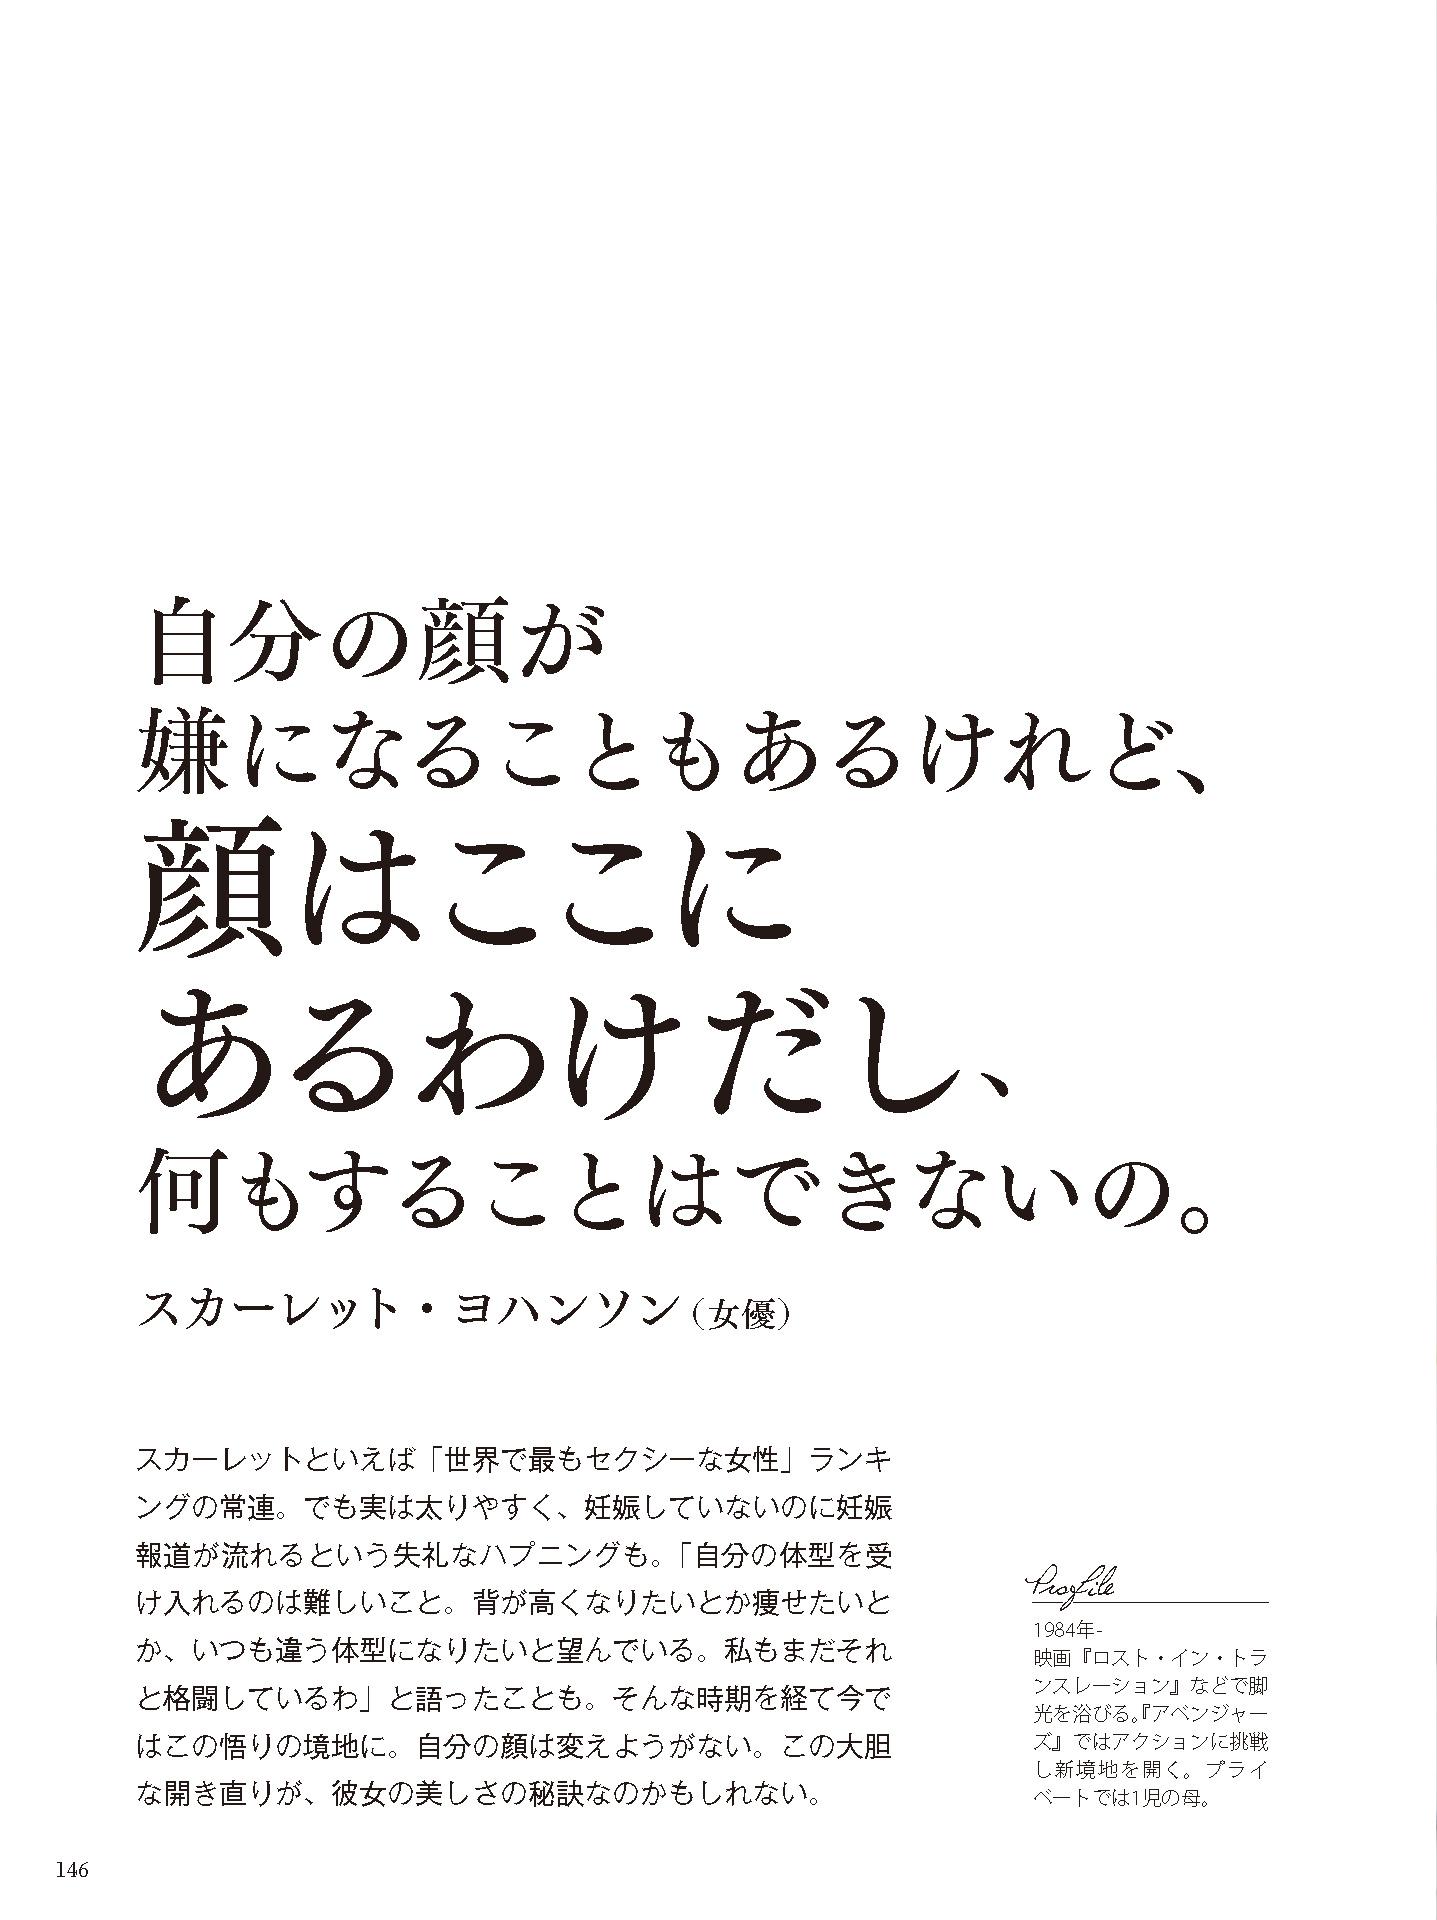 自分の顔が
嫌になることもあるけれど、
顔はここに
あるわけだし、
何もすることはできないの。
スカーレット・ヨハンソン（女優）
スカーレットといえば「世界で最もセクシーな女性」ランキ
ングの常連。でも実は太りやすく、妊娠していないのに妊娠
報道が流れるという失礼なハプニングも。「自分の体型を受
け入れるのは難しいこと。背が高くなりたいとか痩せたいと
か、いつも違う体型になりたいと望んでいる。私もまだそれ
と格闘しているわ」と語ったことも。そんな時期を経て今で
はこの悟りの境地に。自分の顔は変えようがない。この大胆
な開き直りが、彼女の美しさの秘訣なのかもしれない。
Profile
1984年-
映画『ロスト・イン・トラ
ンスレーション』などで脚
光を浴びる。『アベンジャー
ズ』ではアクションに挑戦
し新境地を開く。プライ
ベートでは1児の母。
146